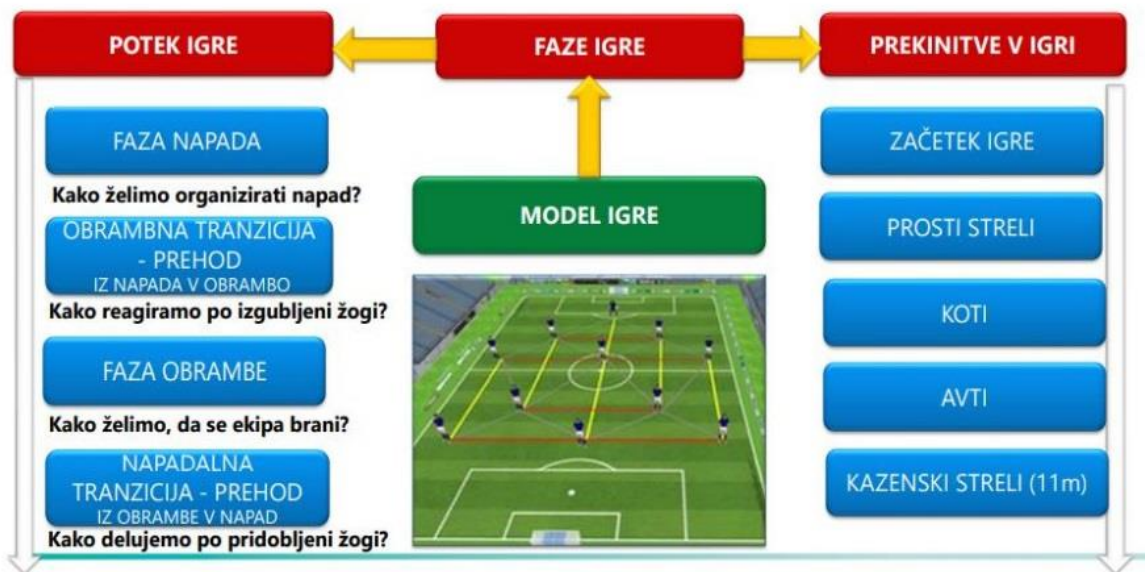 POTEK IGRE
FAZE IGRE
PREKINITVE V IGRI
FAZA NAPADA
Kako želimo organizirati napad?
OBRAMBNA TRANZICIJA
- PREHOD
IZ NAPADA V OBRAMBO
Kako reagiramo po izgubljeni žogi?
FAZA OBRAMBE
Kako želimo, da se ekipa brani?
NAPADALNA
TRANZICIJA - PREHOD
IZ OBRAMBE V NAPAD
Kako delujemo po pridobljeni žogi?
MODEL IGRE
ZAČETEK IGRE
PROSTI STRELI
KOTI
AVTI
KAZENSKI STRELI (11m)